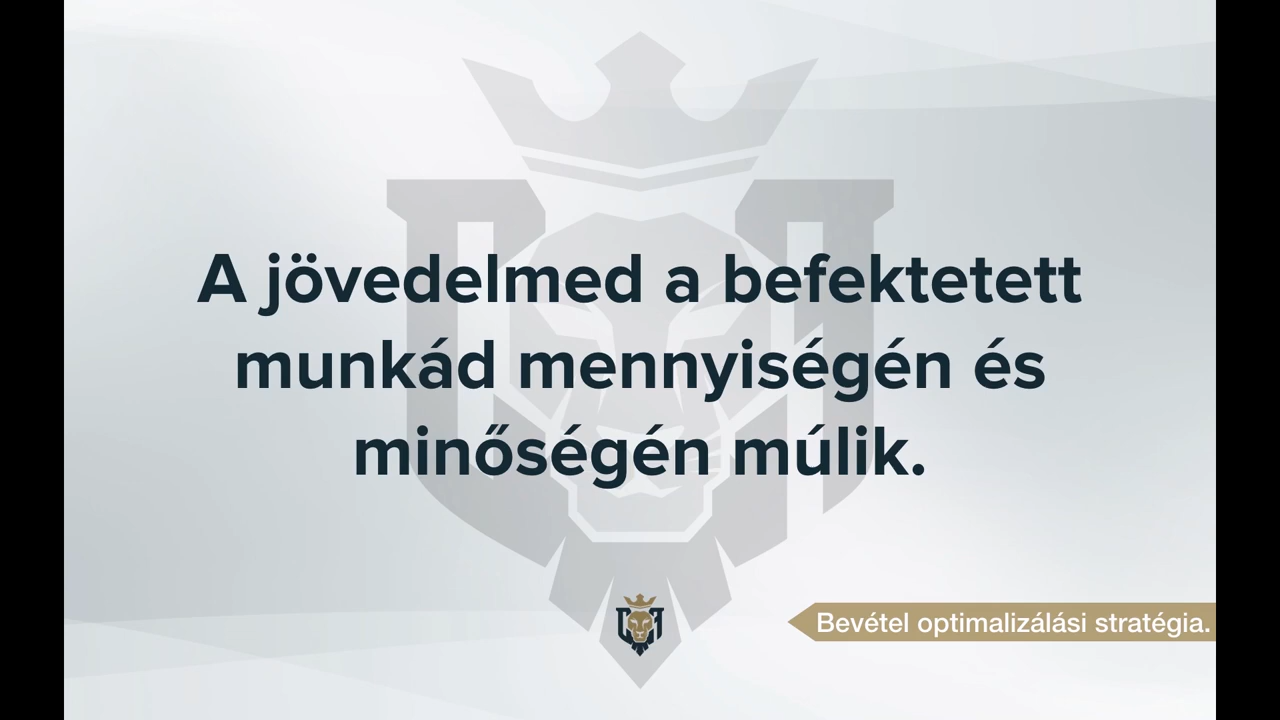 A jövedelmed a befektetett
munkád mennyiségén és
minőségén múlik.
Bevétel optimalizálási stratégia.